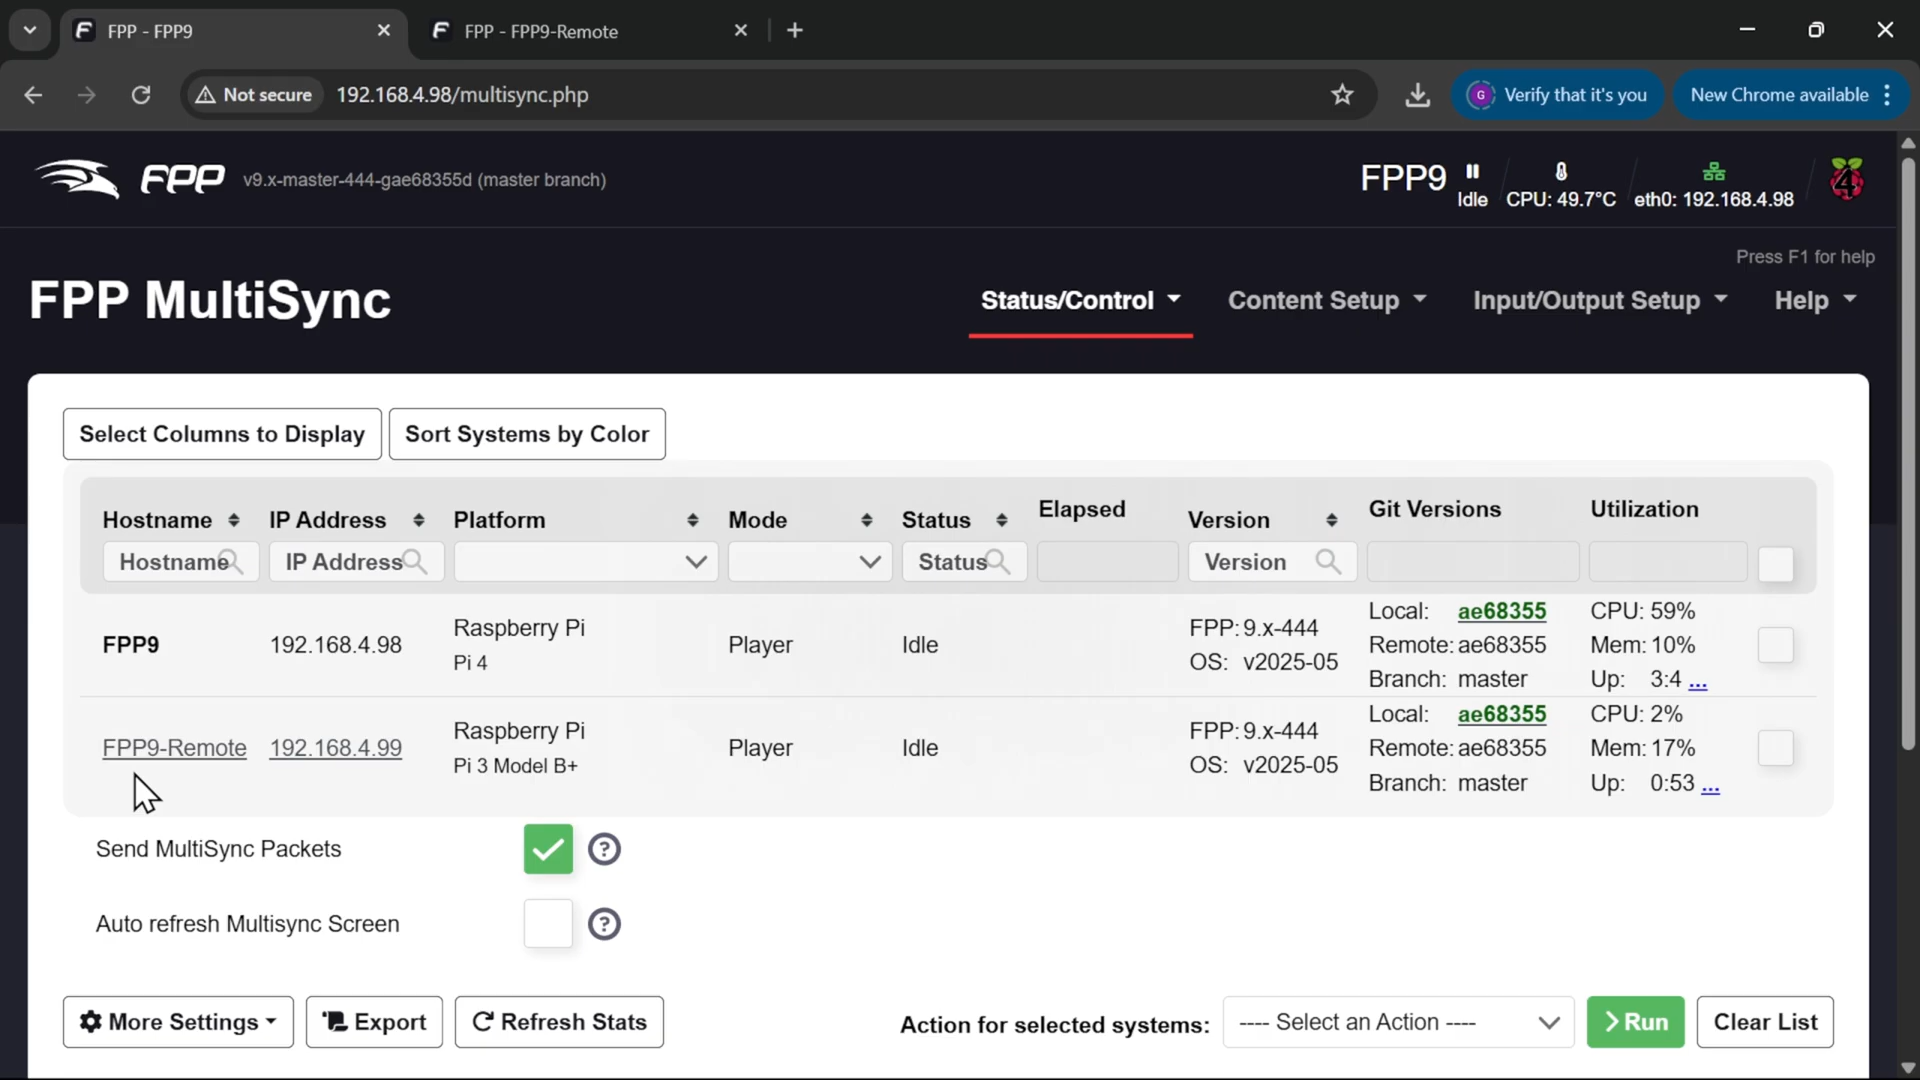 FPP - FPP9
FPP - FPP9-Remote
Not secure
192.168.4.98/multisync.php
G
Verify that it's you
New Chrome available
FPP
v9.x-master-444-gae68355d (master branch)
FPP9
Idle
CPU: 49.7°C
eth0: 192.168.4.98
4
Press F1 for help
FPP MultiSync
Status/Control
Content Setup
Input/Output Setup
Help
Select Columns to Display
Sort Systems by Color
Hostname
IP Address
Platform
Mode
Status
Elapsed
Version
Git Versions
Utilization
Hostname
IP Address
Status
Version
FPP9
192.168.4.98
Raspberry Pi
Pi 4
Player
Idle
FPP: 9.x-444
OS: v2025-05
Local: ae68355
Remote: ae68355
Branch: master
CPU: 59%
Mem: 10%
Up: 3:4 ...
FPP9-Remote
192.168.4.99
Raspberry Pi
Pi 3 Model B+
Player
Idle
FPP: 9.x-444
OS: v2025-05
Local: ae68355
Remote: ae68355
Branch: master
CPU: 2%
Mem: 17%
Up: 0:53 ...
Send MultiSync Packets
?
Auto refresh Multisync Screen
?
More Settings
Export
Refresh Stats
Action for selected systems:
---- Select an Action ----
Run
Clear List